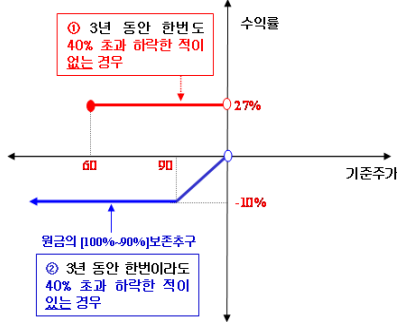 수익률
① 3년 동안 한번도
40% 초과 하락한 적이
없는 경우
27%
60
90
기준주가
-10%
원금의 [100%~90%]보존추구
② 3년 동안 한번이라도
40% 초과 하락한 적이
있는 경우